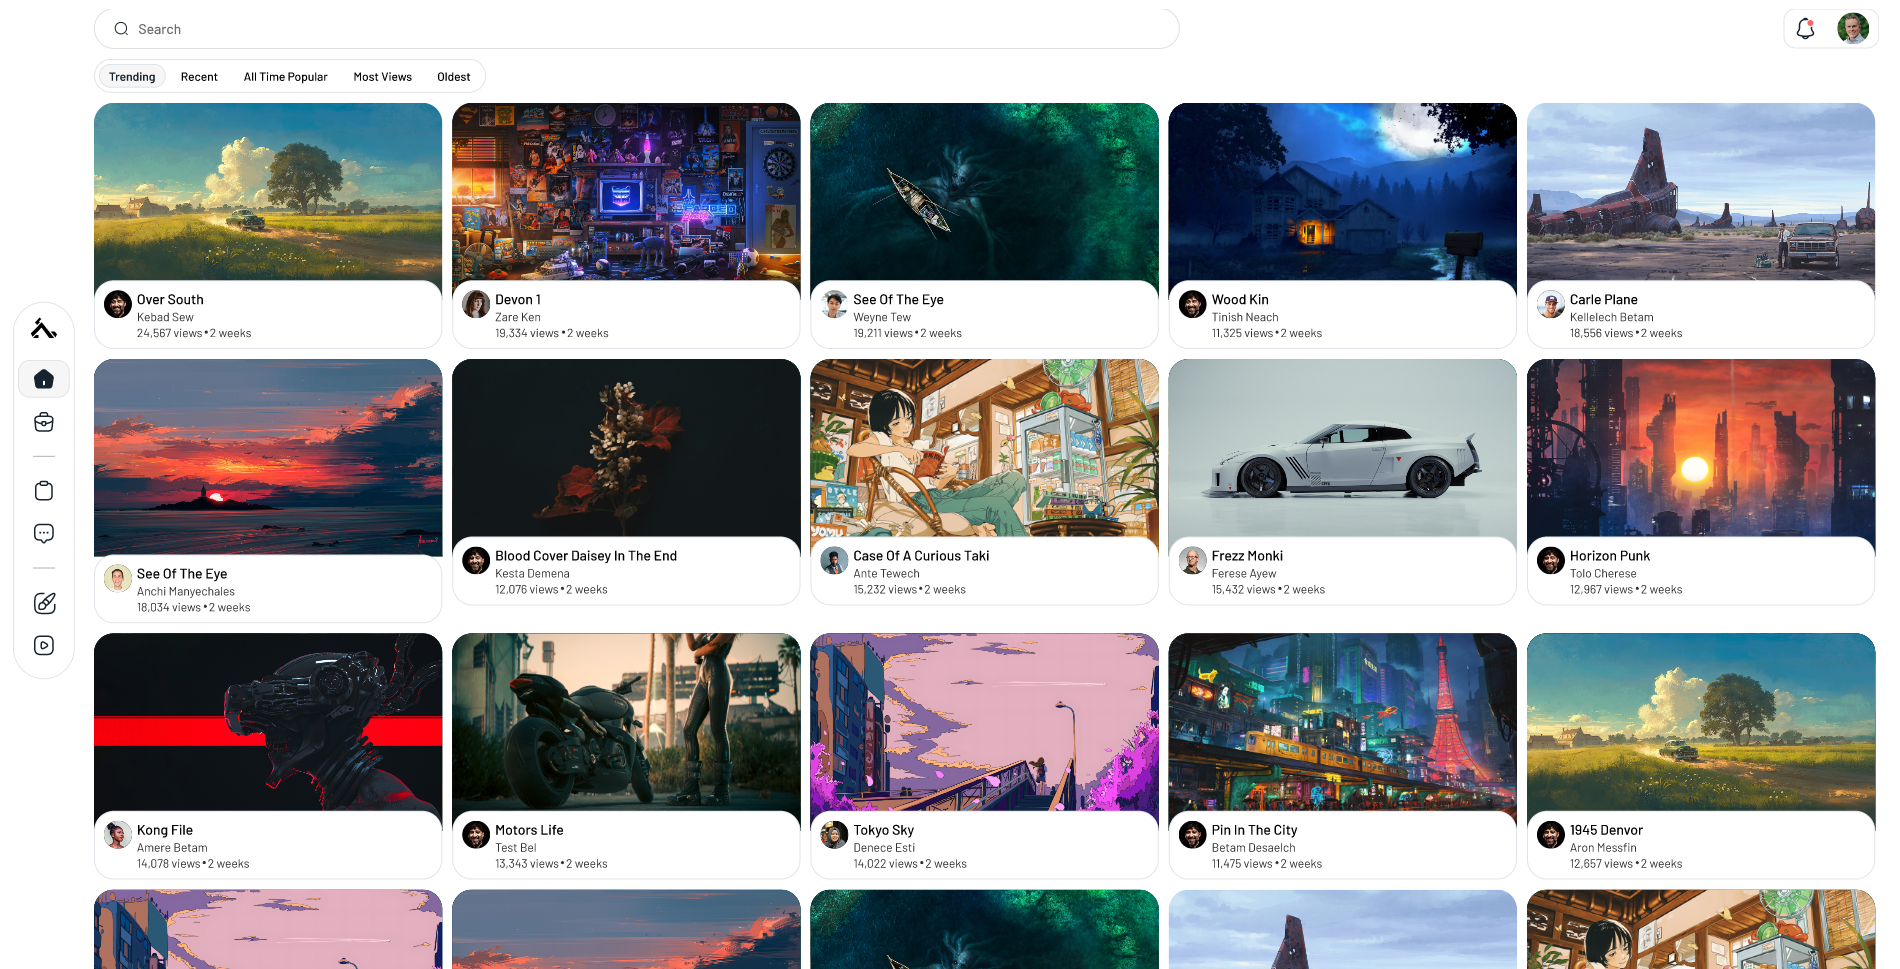 Search
Trending Recent All Time Popular Most Views Oldest
Over South
Kebad Sew
24,567 views • 2 weeks
Devon 1
Zare Ken
19,334 views • 2 weeks
See Of The Eye
Weyne Tew
19,211 views • 2 weeks
Wood Kin
Tinish Neach
11,325 views • 2 weeks
Carle Plane
Kellelech Betam
18,556 views • 2 weeks
See Of The Eye
Anchi Manyechales
18,034 views • 2 weeks
Blood Cover Daisey In The End
Kesta Demena
12,076 views • 2 weeks
STYLE
YOMU
Case Of A Curious Taki
Ante Tewech
15,232 views • 2 weeks
Frezz Monki
Ferese Ayew
15,432 views • 2 weeks
Horizon Punk
Tolo Cherese
12,967 views • 2 weeks
Kong File
Amere Betam
14,078 views • 2 weeks
Motors Life
Test Bel
13,343 views • 2 weeks
Tokyo Sky
Denece Esti
14,022 views • 2 weeks
Pin In The City
Betam Desaelch
11,475 views • 2 weeks
1945 Denvor
Aron Messfin
12,657 views • 2 weeks